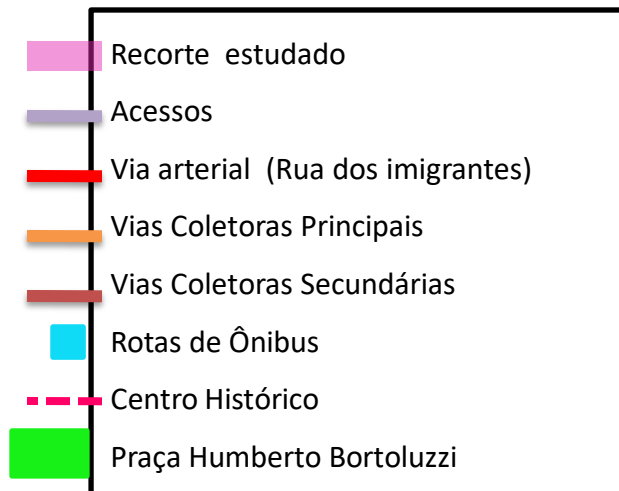 Recorte  estudado
Acessos
Via arterial  (Rua dos imigrantes)
Vias Coletoras Principais
Vias Coletoras Secundárias
Rotas de Ônibus
Centro Histórico
Praça Humberto Bortoluzzi